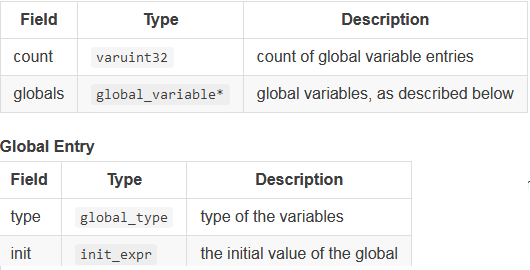 Field Type Description
count varuint32 count of global variable entries
globals global_variable* global variables, as described below
Global Entry
Field Type Description
type global_type type of the variables
init init_expr the initial value of the global